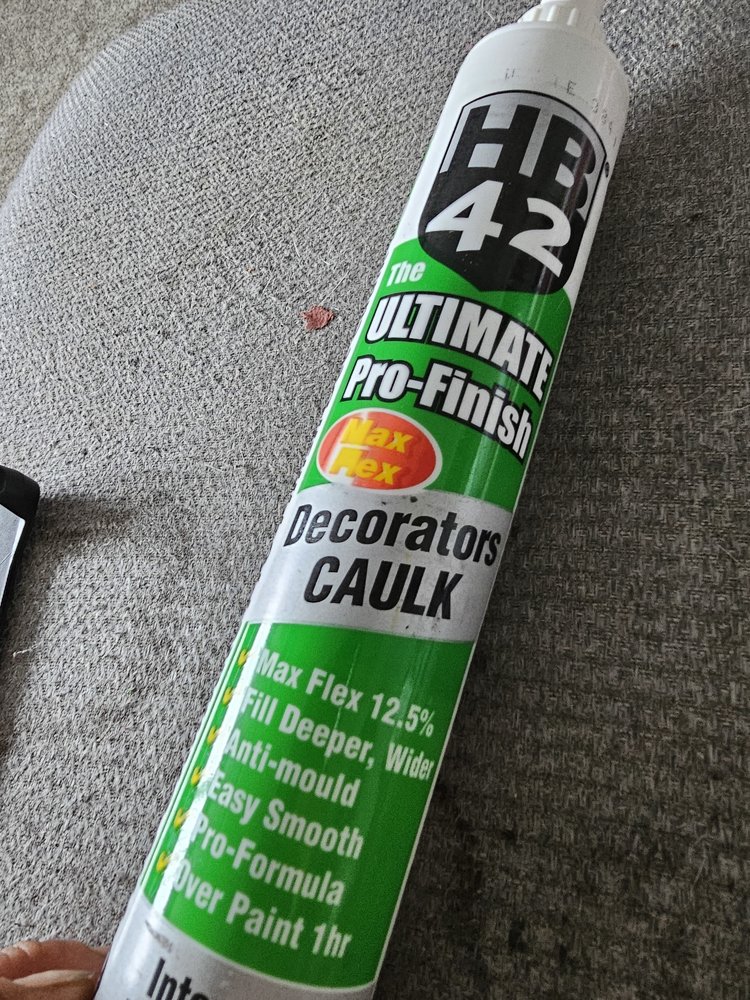 HB
42
The
ULTIMATE
Pro-Finish
Max
Flex
Decorators
CAULK
Max Flex 12.5%
Fill Deeper, Wider
Anti-mould
Easy Smooth
Pro-Formula
Over Paint 1hr